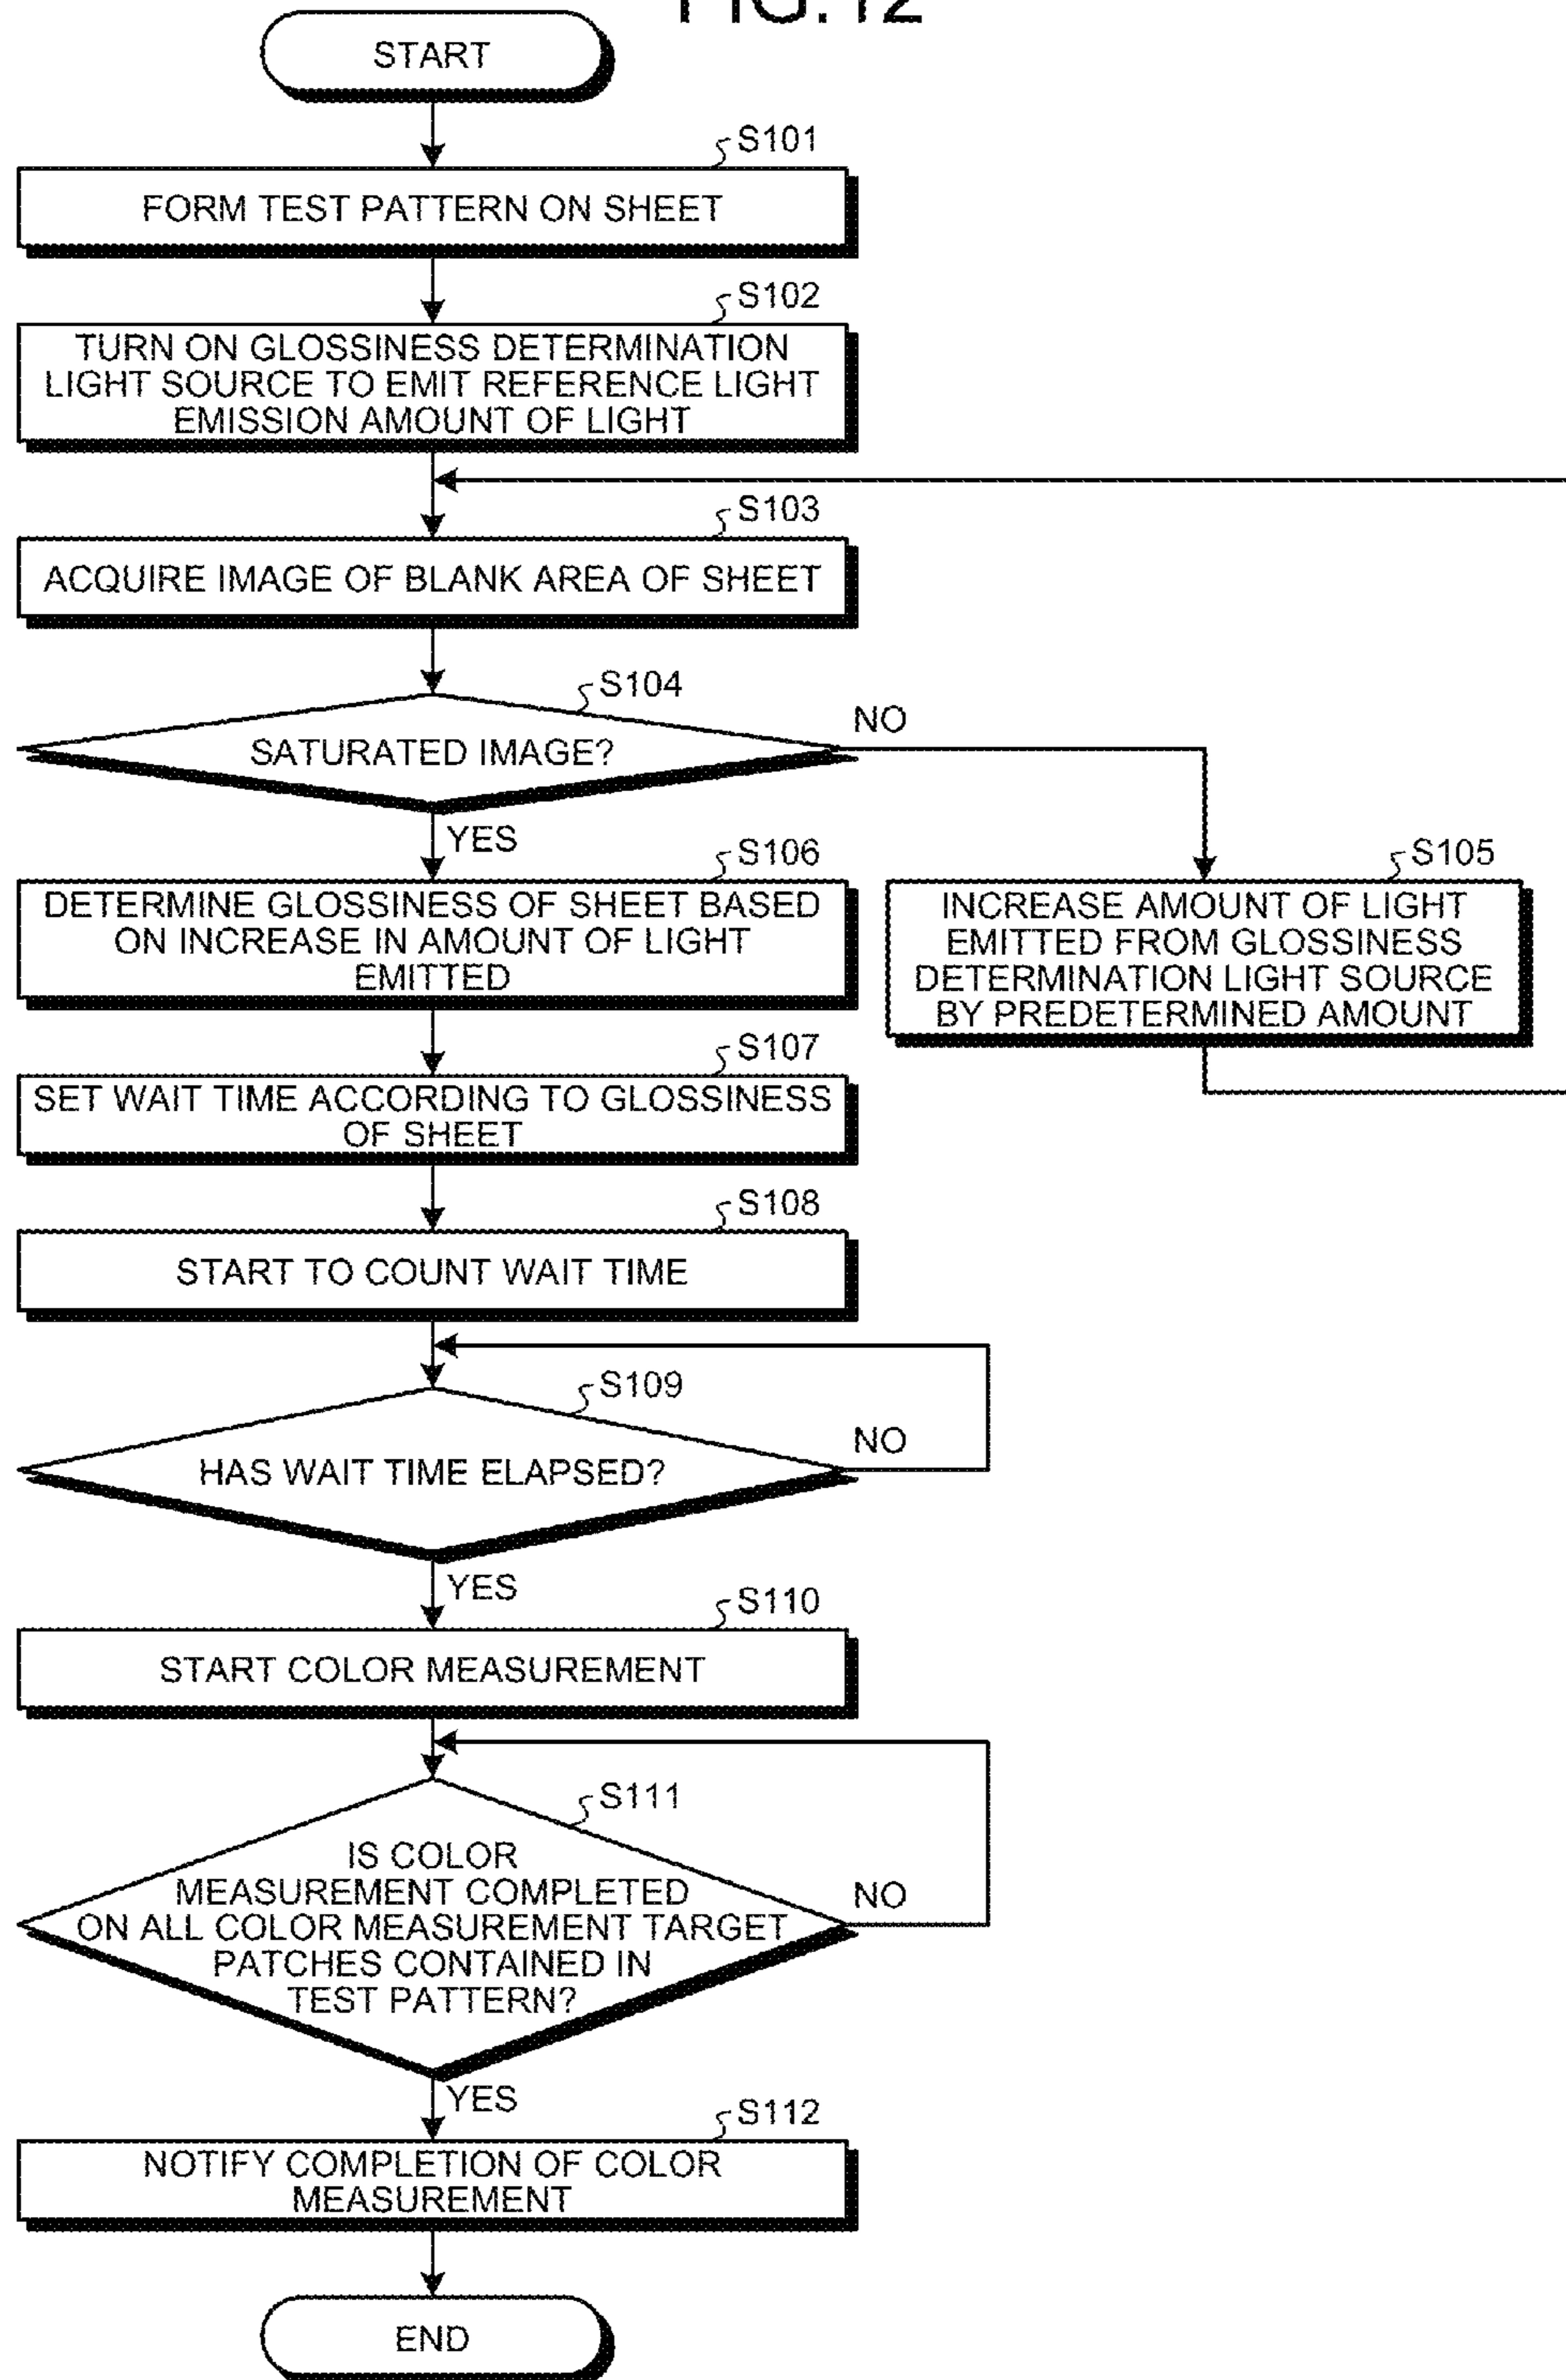 FIG.12
START
S101
FORM TEST PATTERN ON SHEET
S102
TURN ON GLOSSINESS DETERMINATION
LIGHT SOURCE TO EMIT REFERENCE LIGHT
EMISSION AMOUNT OF LIGHT
S103
ACQUIRE IMAGE OF BLANK AREA OF SHEET
S104
SATURATED IMAGE?
NO
YES
S105
INCREASE AMOUNT OF LIGHT
EMITTED FROM GLOSSINESS
DETERMINATION LIGHT SOURCE
BY PREDETERMINED AMOUNT
S106
DETERMINE GLOSSINESS OF SHEET BASED
ON INCREASE IN AMOUNT OF LIGHT
EMITTED
S107
SET WAIT TIME ACCORDING TO GLOSSINESS
OF SHEET
S108
START TO COUNT WAIT TIME
S109
HAS WAIT TIME ELAPSED?
NO
YES
S110
START COLOR MEASUREMENT
S111
IS COLOR
MEASUREMENT COMPLETED
ON ALL COLOR MEASUREMENT TARGET
PATCHES CONTAINED IN
TEST PATTERN?
NO
YES
S112
NOTIFY COMPLETION OF COLOR
MEASUREMENT
END